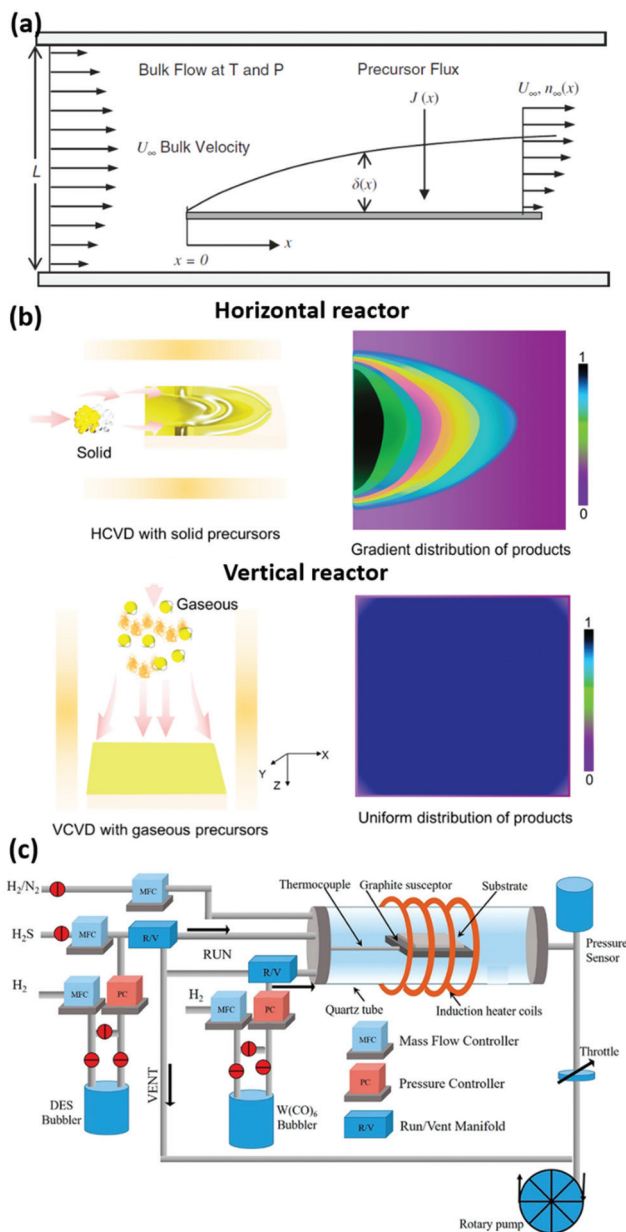 (a)
Bulk Flow at T and P
Precursor Flux
U∞, n∞(x)
J (x)
L
U∞ Bulk Velocity
δ(x)
x
x = 0
(b)
Horizontal reactor
1
Solid
0
HCVD with solid precursors
Gradient distribution of products
Vertical reactor
Gaseous
1
X
Y
Z
0
VCVD with gaseous precursors
Uniform distribution of products
(c)
H2/N2
MFC
Thermocouple
Graphite susceptor
Substrate
H2S
MFC
R/V
RUN
Pressure
Sensor
R/V
H2
MFC
PC
H2
MFC
PC
Quartz tube
Induction heater coils
MFC
Mass Flow Controller
Throttle
VENT
PC
Pressure Controller
DES
Bubbler
W(CO)6
Bubbler
R/V
Run/Vent Manifold
Rotary pump